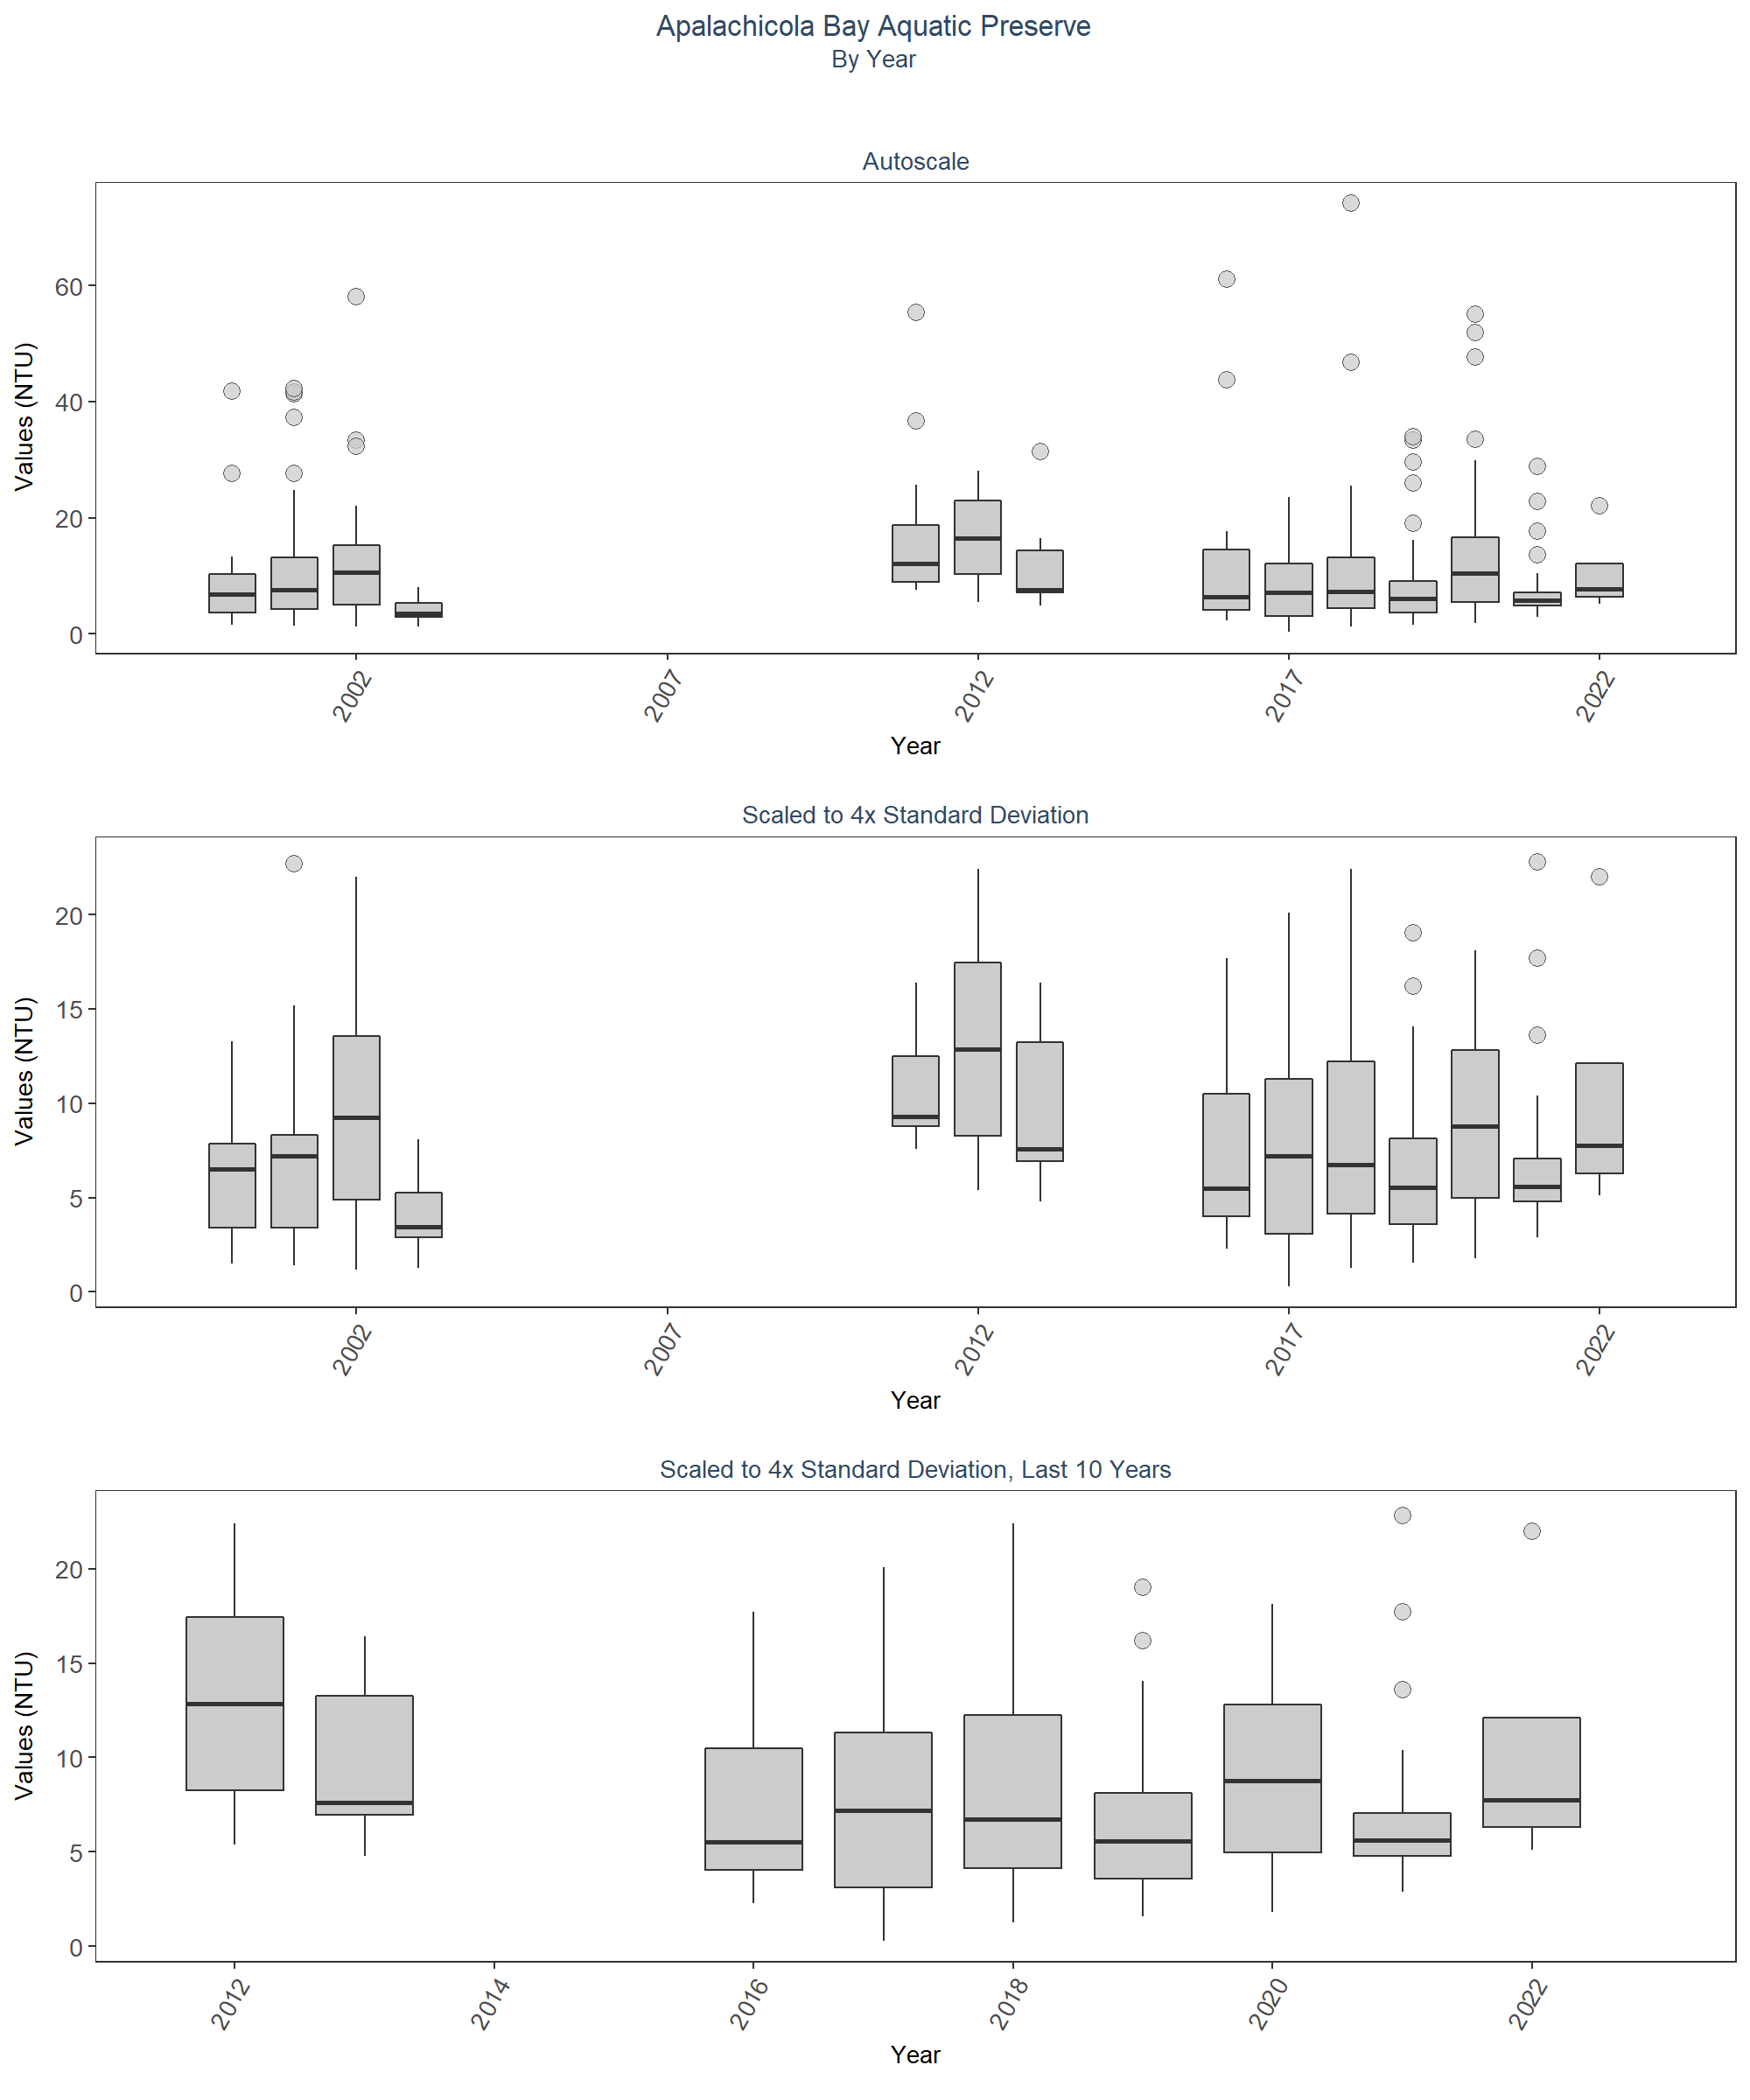 Apalachicola Bay Aquatic Preserve
By Year
Autoscale
Values (NTU)
60
40
20
0
2002 2007 2012 2017 2022
Year
Scaled to 4x Standard Deviation
Values (NTU)
20
15
10
5
0
2002 2007 2012 2017 2022
Year
Scaled to 4x Standard Deviation, Last 10 Years
Values (NTU)
20
15
10
5
0
2012 2014 2016 2018 2020 2022
Year